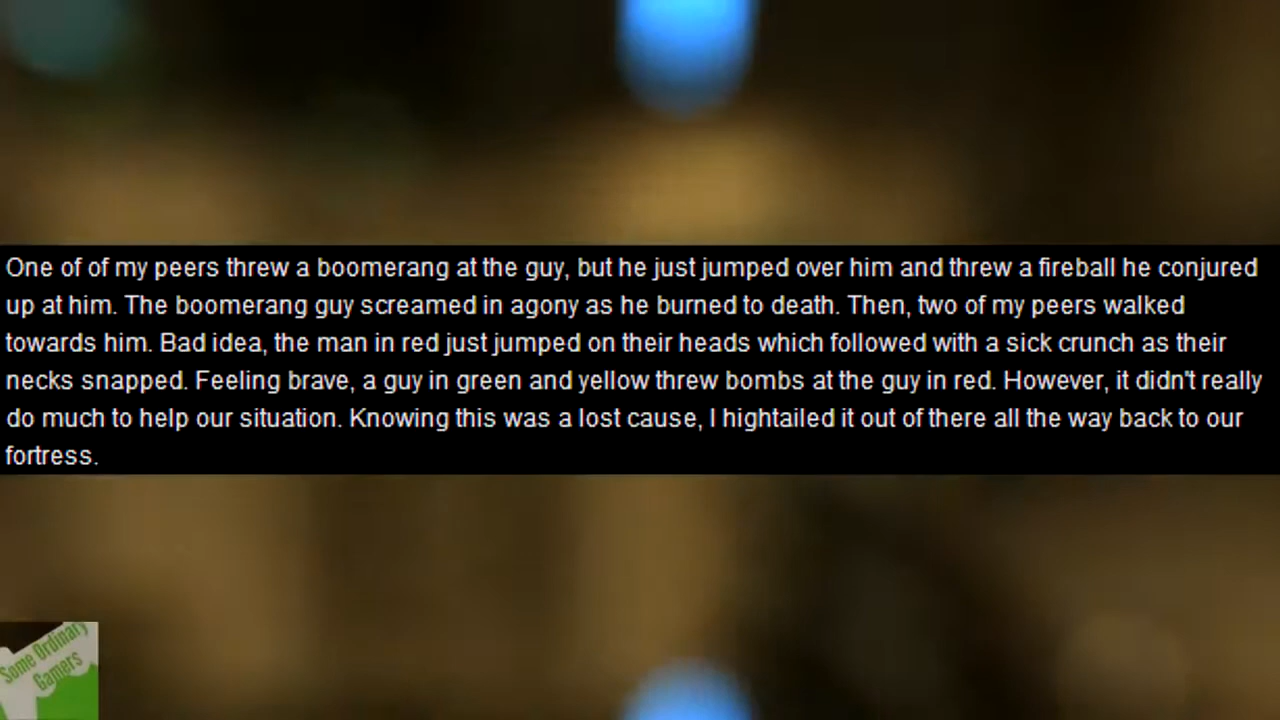 One of of my peers threw a boomerang at the guy, but he just jumped over him and threw a fireball he conjured
up at him. The boomerang guy screamed in agony as he burned to death. Then, two of my peers walked
towards him. Bad idea, the man in red just jumped on their heads which followed with a sick crunch as their
necks snapped. Feeling brave, a guy in green and yellow threw bombs at the guy in red. However, it didn't really
do much to help our situation. Knowing this was a lost cause, I hightailed it out of there all the way back to our
fortress.
Some Ordinary
Gamers